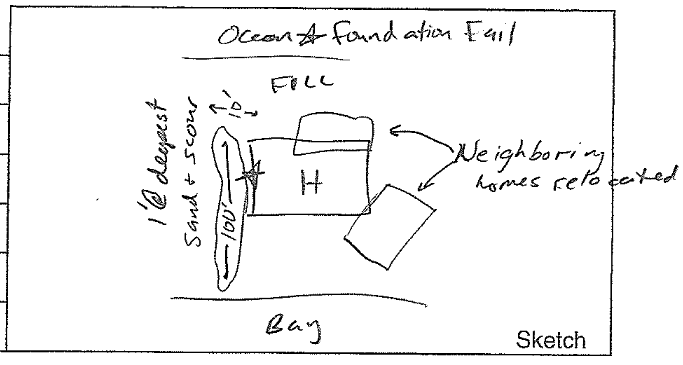 Ocean ☆ Foundation Fail
FILL
10'
1' @ deepest
Sand + scour
100'
H
Neighboring
homes relocated
Bay
Sketch